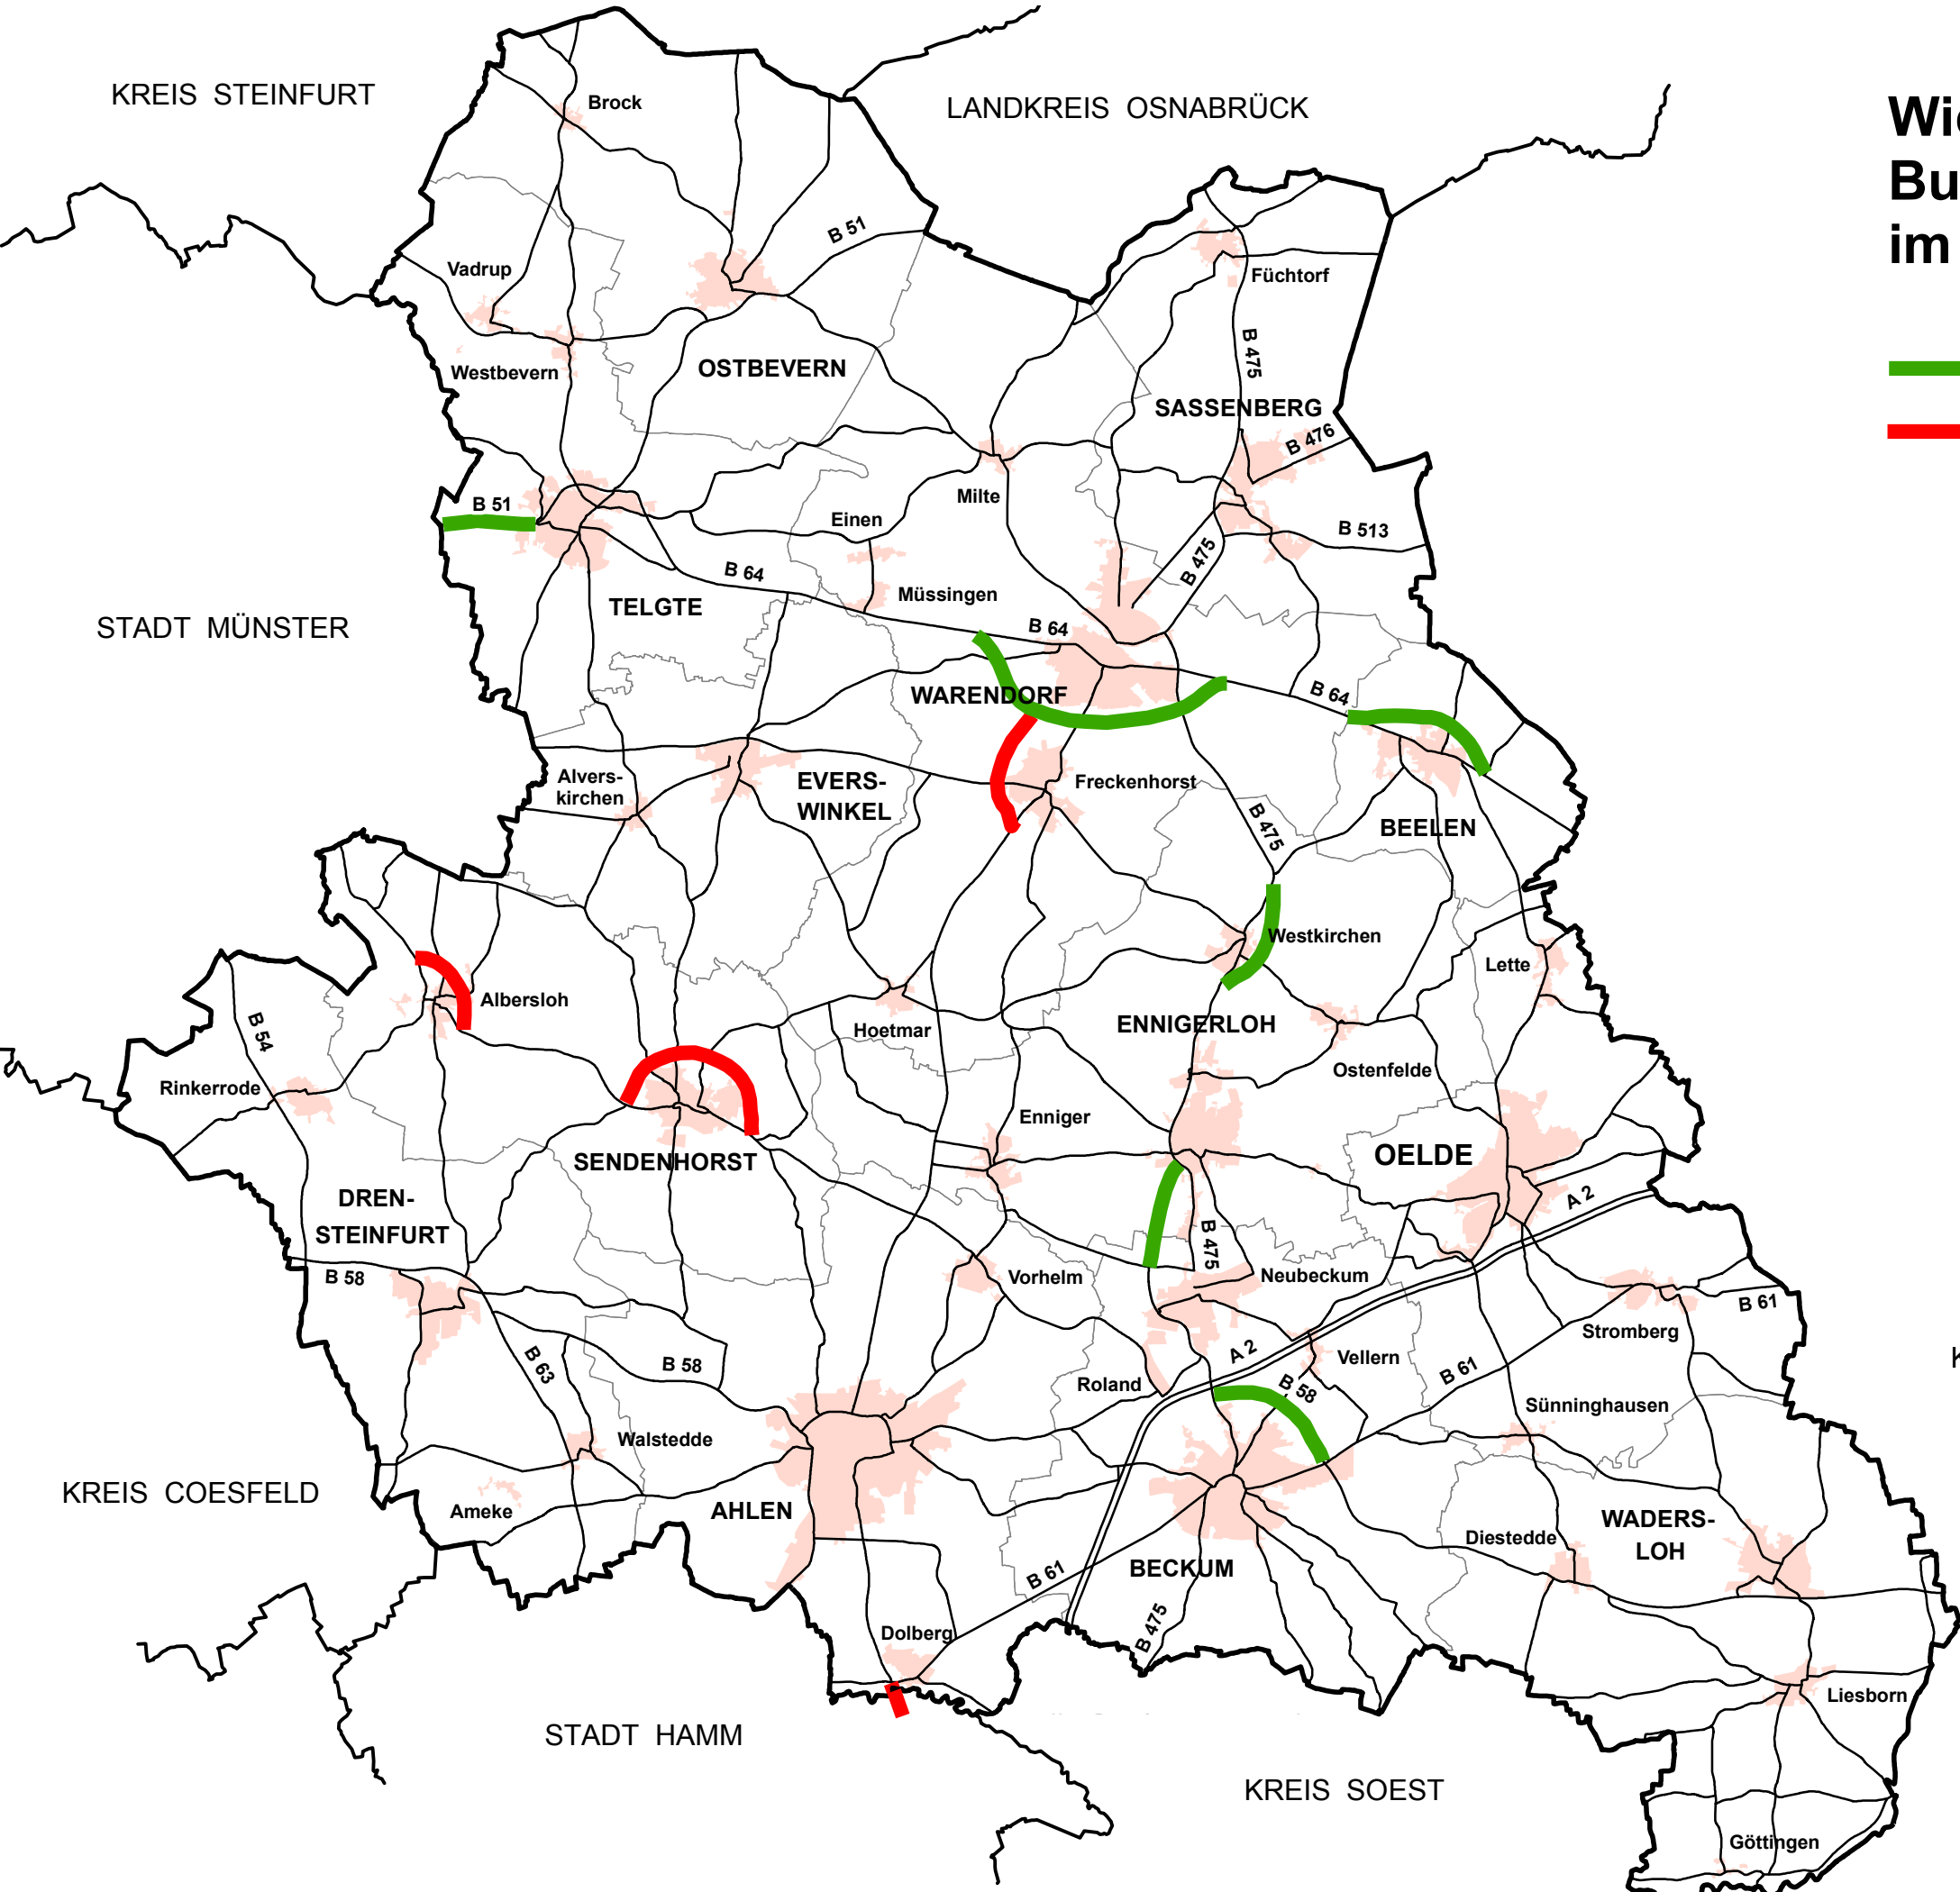 KREIS STEINFURT
LANDKREIS OSNABRÜCK
Brock
B 51
Vadrup
Füchtorf
Westbevern
OSTBEVERN
B 475
SASSENBERG
B 476
B 51
Milte
Einen
B 513
B 475
B 64
Müssingen
TELGTE
STADT MÜNSTER
B 64
WARENDORF
B 64
Alvers-
kirchen
EVERS-
WINKEL
Freckenhorst
B 475
BEELEN
Westkirchen
Lette
Albersloh
B 54
Hoetmar
ENNIGERLOH
Ostenfelde
Rinkerrode
Enniger
SENDENHORST
OELDE
DREN-
STEINFURT
A 2
B 475
B 58
Vorhelm
Neubeckum
B 61
Stromberg
B 63
B 58
A 2
Vellern
B 61
Roland
B 58
Sünninghausen
Walstedde
KREIS COESFELD
Ameke
AHLEN
WADERS-
LOH
Diestedde
B 61
BECKUM
B 475
Dolberg
Liesborn
STADT HAMM
KREIS SOEST
Göttingen
im